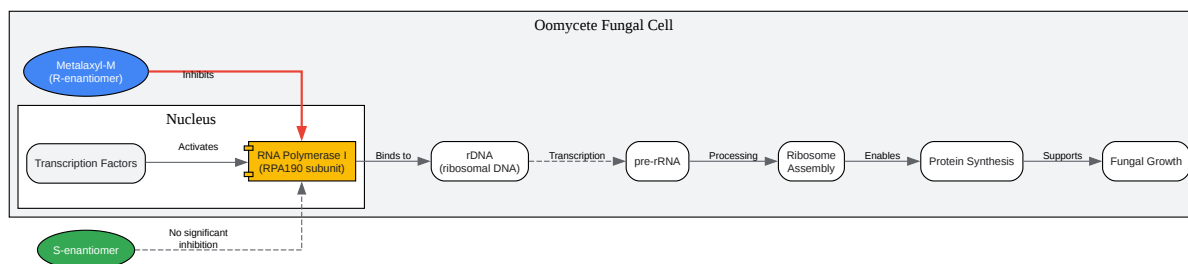 Oomycete Fungal Cell
Metalaxyl-M
(R-enantiomer)
Inhibits
Nucleus
Transcription Factors
Activates
RNA Polymerase I
(RPA190 subunit)
Binds to
rDNA
(ribosomal DNA)
Transcription
pre-rRNA
Processing
Ribosome
Assembly
Enables
Protein Synthesis
Supports
Fungal Growth
S-enantiomer
No significant
inhibition